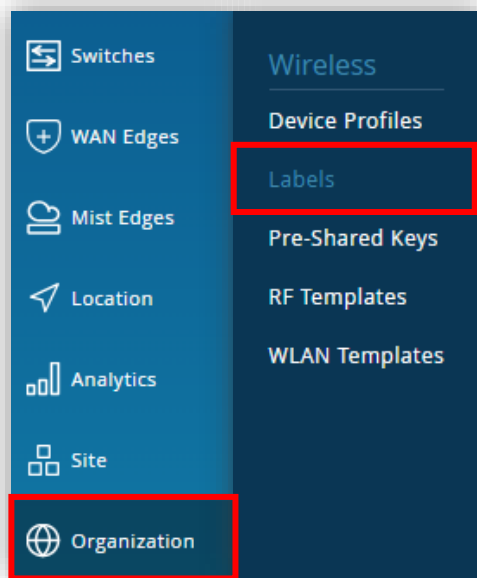 Switches
WAN Edges
Mist Edges
Location
Analytics
Site
Organization
Wireless
Device Profiles
Labels
Pre-Shared Keys
RF Templates
WLAN Templates